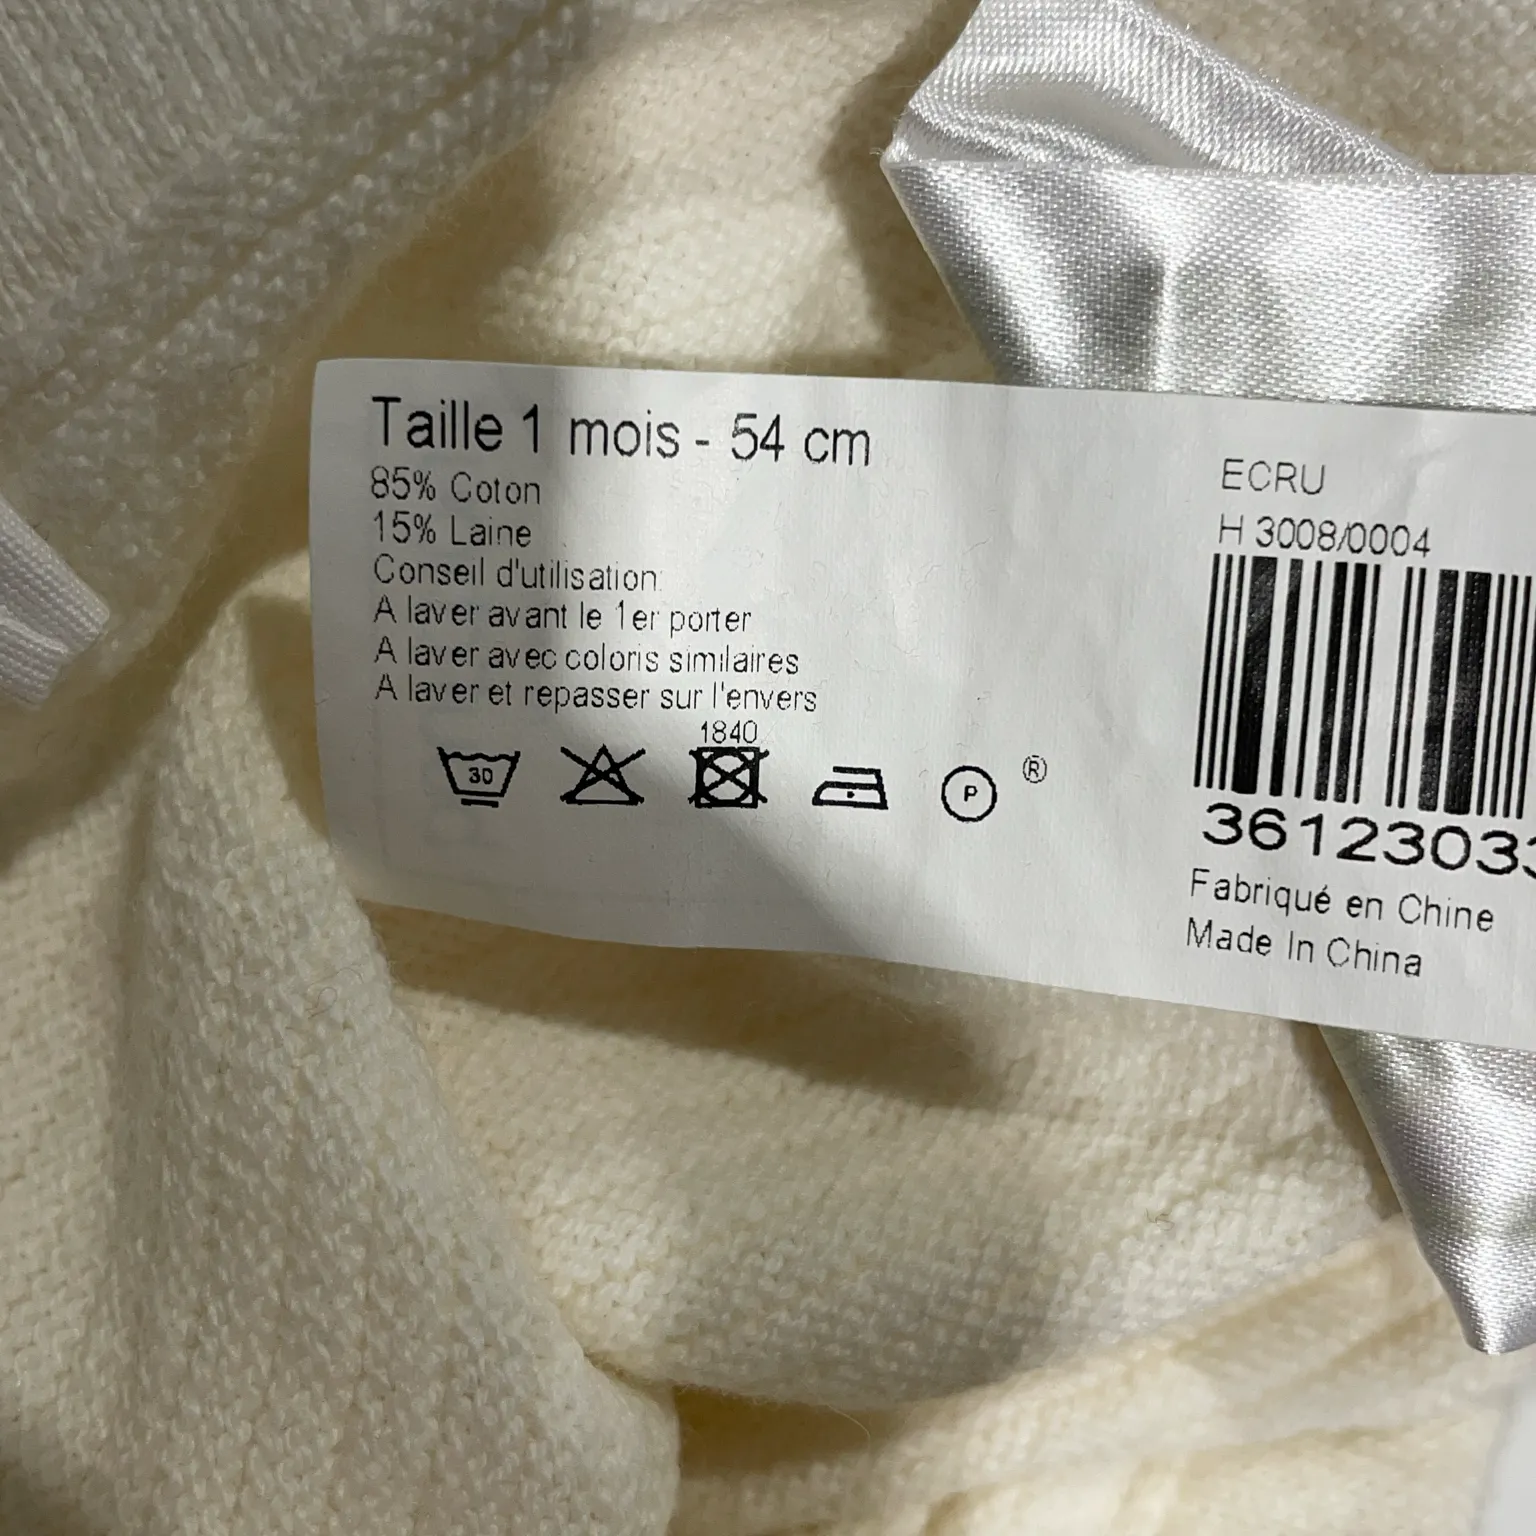 Taille 1 mois - 54 cm
85% Coton
15% Laine
Conseil d'utilisation:
A laver avant le 1er porter
A laver avec coloris similaires
A laver et repasser sur l'envers
1840
30
P
®
ECRU
H 3008/0004
3612303
Fabriqué en Chine
Made In China